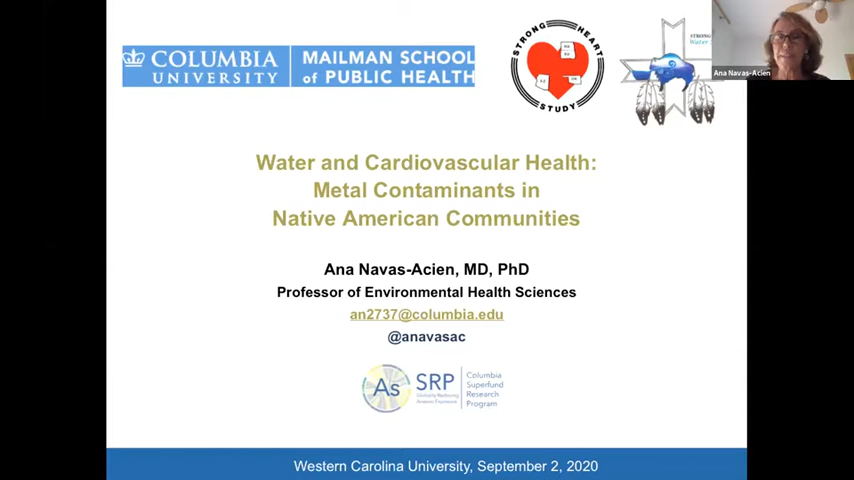 COLUMBIA UNIVERSITY
MAILMAN SCHOOL of PUBLIC HEALTH
STRONG HEART STUDY
STRONG
Water
Ana Navas-Acien
Water and Cardiovascular Health:
Metal Contaminants in
Native American Communities
Ana Navas-Acien, MD, PhD
Professor of Environmental Health Sciences
an2737@columbia.edu
@anavasac
As
SRP
Columbia
Superfund
Research
Program
Western Carolina University, September 2, 2020